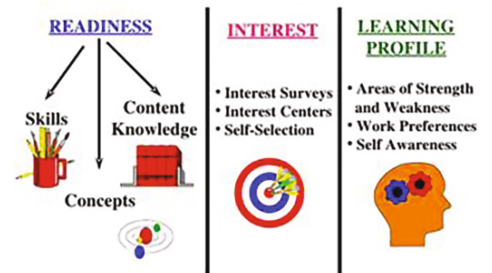 READINESS
Skills
Content
Knowledge
Concepts
INTEREST
• Interest Surveys
• Interest Centers
• Self-Selection
LEARNING
PROFILE
• Areas of Strength
and Weakness
• Work Preferences
• Self Awareness